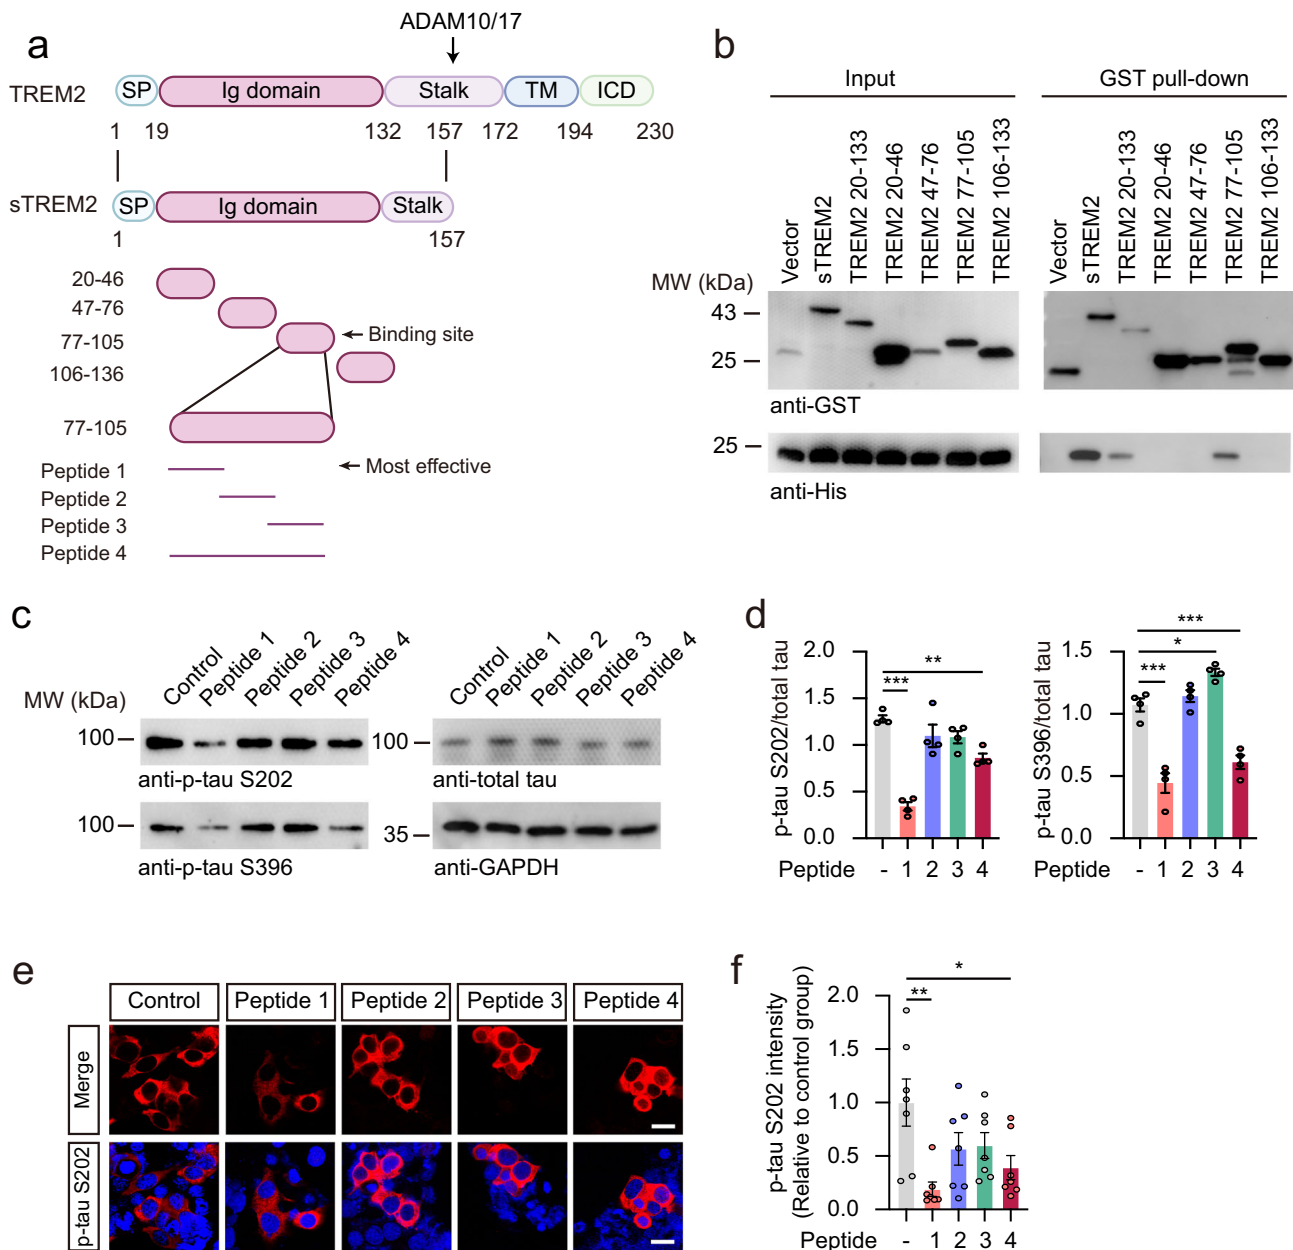 a
ADAM10/17
TREM2
SP
Ig domain
Stalk
TM
ICD
1 19 132 157 172 194 230
sTREM2
SP
Ig domain
Stalk
1 157
20-46
47-76
77-105
Binding site
106-136
77-105
Peptide 1
Most effective
Peptide 2
Peptide 3
Peptide 4
b
Input
GST pull-down
Vector
sTREM2
TREM2 20-133
TREM2 20-46
TREM2 47-76
TREM2 77-105
TREM2 106-133
Vector
sTREM2
TREM2 20-133
TREM2 20-46
TREM2 47-76
TREM2 77-105
TREM2 106-133
MW (kDa)
43
25
anti-GST
25
anti-His
c
Control
Peptide 1
Peptide 2
Peptide 3
Peptide 4
Control
Peptide 1
Peptide 2
Peptide 3
Peptide 4
MW (kDa)
100
anti-p-tau S202
100
anti-total tau
100
anti-p-tau S396
35
anti-GAPDH
d
p-tau S202/total tau
2.0
1.5
1.0
0.5
0.0
**
***
Peptide - 1 2 3 4
p-tau S396/total tau
1.5
1.0
0.5
0.0
***
*
***
- 1 2 3 4
e
Control
Peptide 1
Peptide 2
Peptide 3
Peptide 4
Merge
p-tau S202
f
p-tau S202 intensity
(Relative to control group)
2.0
1.5
1.0
0.5
0.0
*
**
Peptide - 1 2 3 4